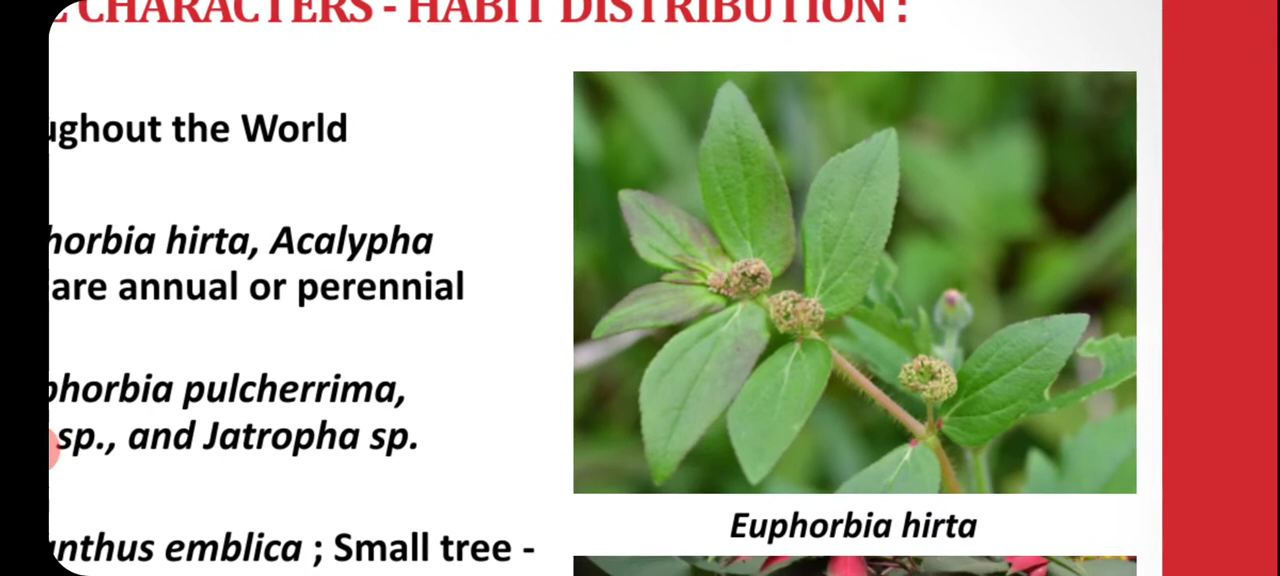 CHARACTERS - HABIT DISTRIBUTION :
ughout the World
horbia hirta, Acalypha
are annual or perennial
phorbia pulcherrima,
sp., and Jatropha sp.
anthus emblica ; Small tree -
Euphorbia hirta